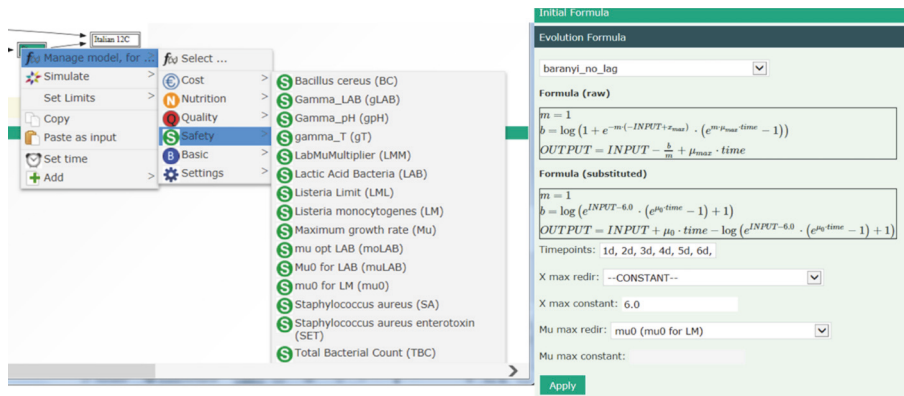 Italian 12C
f(x) Manage model, for ...
Simulate >
Set Limits >
Copy
Paste as input
Set time
Add >
f(x) Select ...
Cost >
Nutrition >
Quality >
Safety >
Basic >
Settings >
Bacillus cereus (BC)
Gamma_LAB (gLAB)
Gamma_pH (gpH)
gamma_T (gT)
LabMuMultiplier (LMM)
Lactic Acid Bacteria (LAB)
Listeria Limit (LML)
Listeria monocytogenes (LM)
Maximum growth rate (Mu)
mu opt LAB (moLAB)
Mu0 for LAB (muLAB)
mu0 for LM (mu0)
Staphylococcus aureus (SA)
Staphylococcus aureus enterotoxin
(SET)
Total Bacterial Count (TBC)
Initial Formula
Evolution Formula
baranyi_no_lag
Formula (raw)
m = 1
b = log (1 + e^{-m·(-INPUT+x_{max})} · (e^{m·μ_{max}·time} − 1))
OUTPUT = INPUT − b/m + μ_{max} · time
Formula (substituted)
m = 1
b = log (e^{INPUT−6.0} · (e^{μ_0·time} − 1) + 1)
OUTPUT = INPUT + μ_0 · time − log (e^{INPUT−6.0} · (e^{μ_0·time} − 1) + 1)
Timepoints: 1d, 2d, 3d, 4d, 5d, 6d,
X max redir: --CONSTANT--
X max constant: 6.0
Mu max redir: mu0 (mu0 for LM)
Mu max constant:
Apply